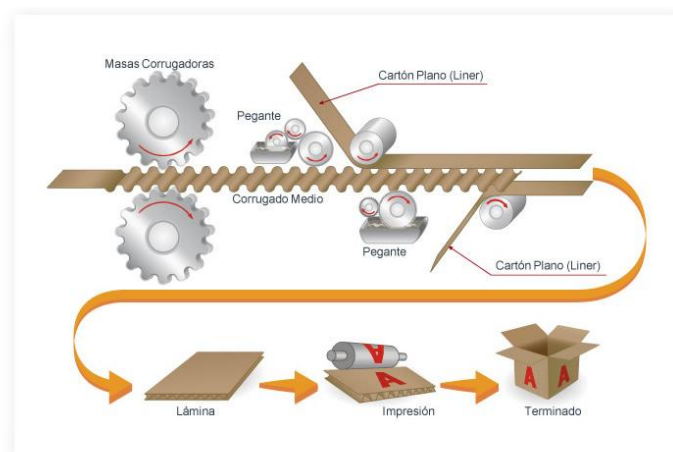 Masas Corrugadoras
Cartón Plano (Liner)
Pegante
Corrugado Medio
Pegante
Cartón Plano (Liner)
A
A
A
A
Lámina
Impresión
Terminado